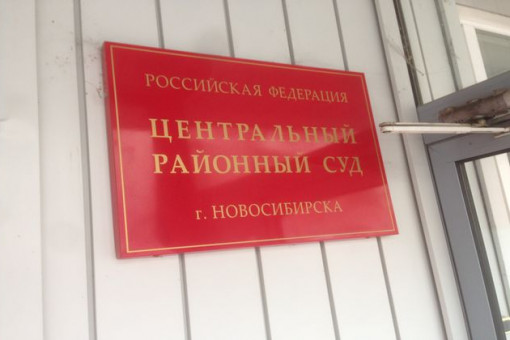 РОССИЙСКАЯ ФЕДЕРАЦИЯ
ЦЕНТРАЛЬНЫЙ
РАЙОННЫЙ СУД
г. НОВОСИБИРСКА